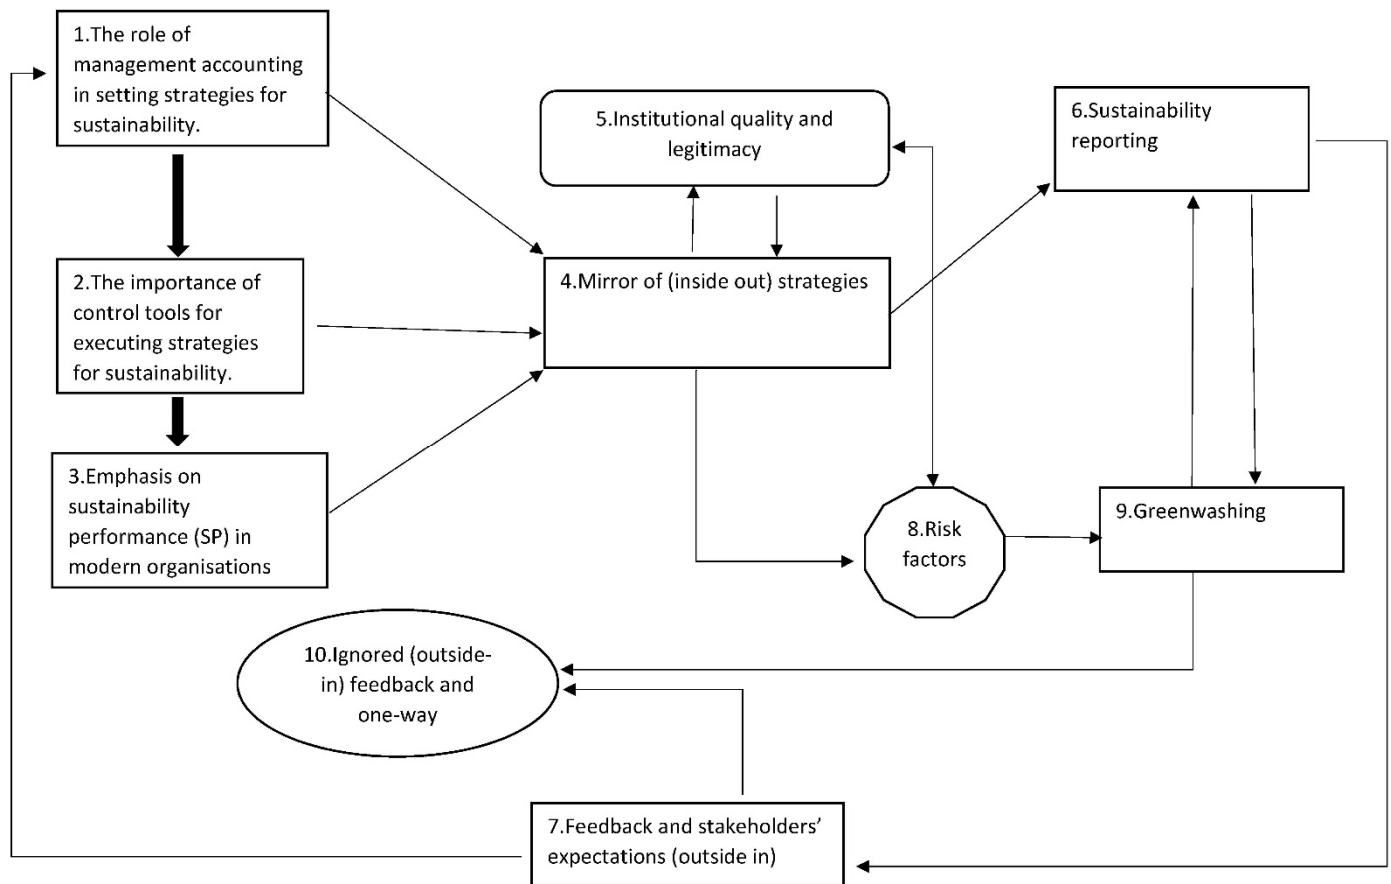 1.The role of
management accounting
in setting strategies for
sustainability.
5.Institutional quality and
legitimacy
6.Sustainability
reporting
2.The importance of
control tools for
executing strategies
for sustainability.
4.Mirror of (inside out) strategies
3.Emphasis on
sustainability
performance (SP) in
modern organisations
8.Risk
factors
9.Greenwashing
10.Ignored (outside-
in) feedback and
one-way
7.Feedback and stakeholders’
expectations (outside in)